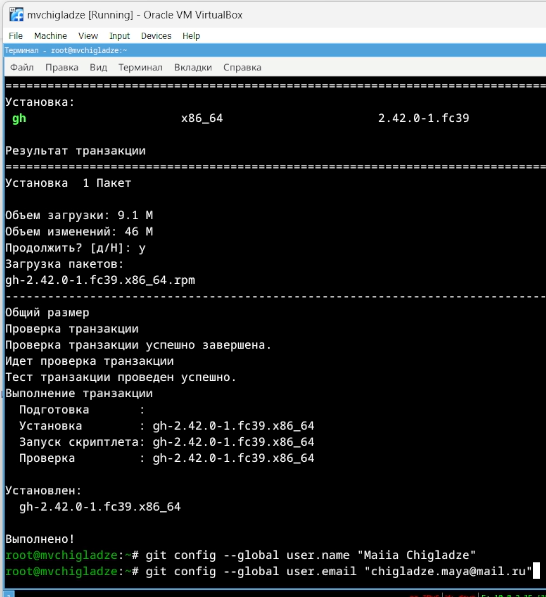 mvchigladze [Running] - Oracle VM VirtualBox
File Machine View Input Devices Help
Терминал - root@mvchigladze:~
Файл Правка Вид Терминал Вкладки Справка
================================================================================
Установка:
gh x86_64 2.42.0-1.fc39
Результат транзакции
================================================================================
Установка 1 Пакет
Объем загрузки: 9.1 M
Объем изменений: 46 M
Продолжить? [д/Н]: y
Загрузка пакетов:
gh-2.42.0-1.fc39.x86_64.rpm
--------------------------------------------------------------------------------
Общий размер
Проверка транзакции
Проверка транзакции успешно завершена.
Идет проверка транзакции
Тест транзакции проведен успешно.
Выполнение транзакции
Подготовка :
Установка : gh-2.42.0-1.fc39.x86_64
Запуск скриптлета: gh-2.42.0-1.fc39.x86_64
Проверка : gh-2.42.0-1.fc39.x86_64
Установлен:
gh-2.42.0-1.fc39.x86_64
Выполнено!
root@mvchigladze:~# git config --global user.name "Maiia Chigladze"
root@mvchigladze:~# git config --global user.email "chigladze.maya@mail.ru"